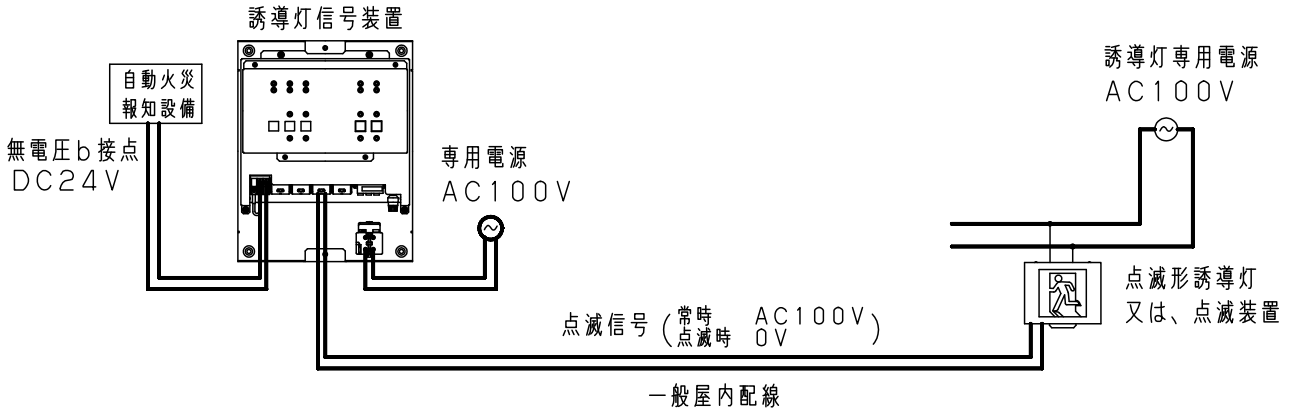 誘導灯信号装置
自動火災
報知設備
無電圧b接点
DC24V
専用電源
AC100V
誘導灯専用電源
AC100V
点滅形誘導灯
又は、点滅装置
点滅信号(常時 AC100V
点滅時 0V)
一般屋内配線